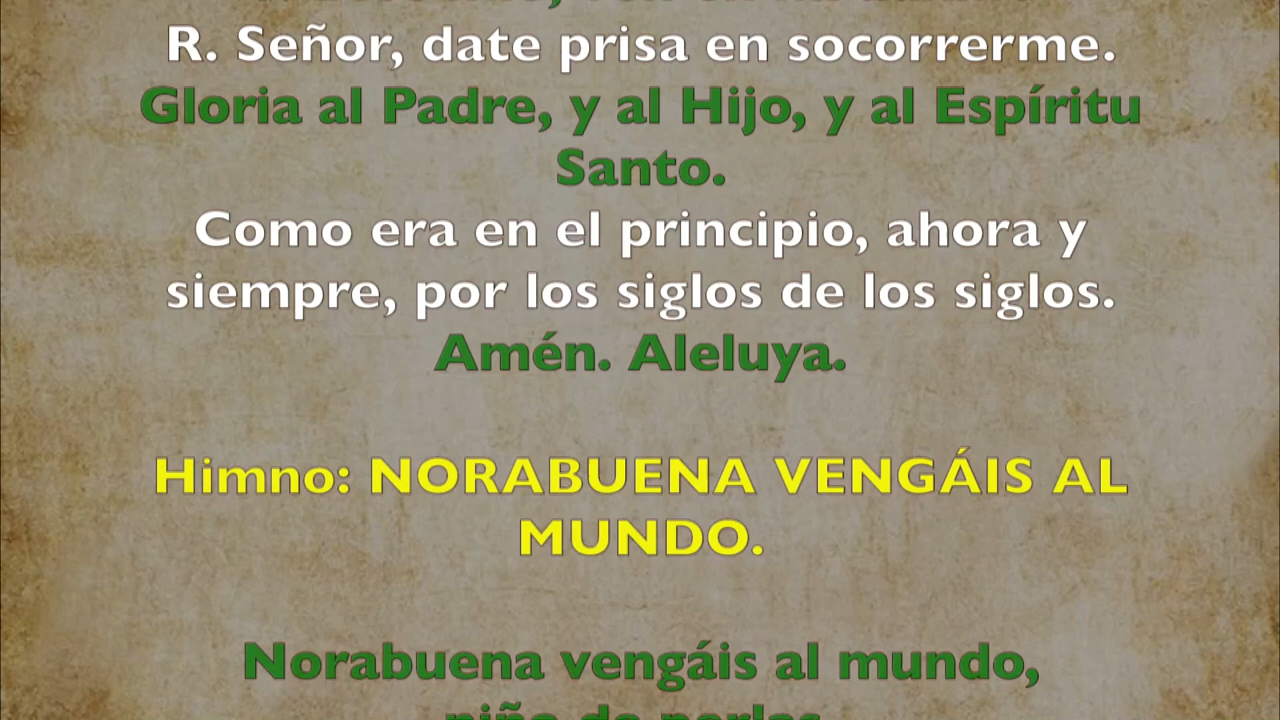 R. Señor, date prisa en socorrerme.
Gloria al Padre, y al Hijo, y al Espíritu
Santo.
Como era en el principio, ahora y
siempre, por los siglos de los siglos.
Amén. Aleluya.
Himno: NORABUENA VENGÁIS AL
MUNDO.
Norabuena vengáis al mundo,
niño de perlas